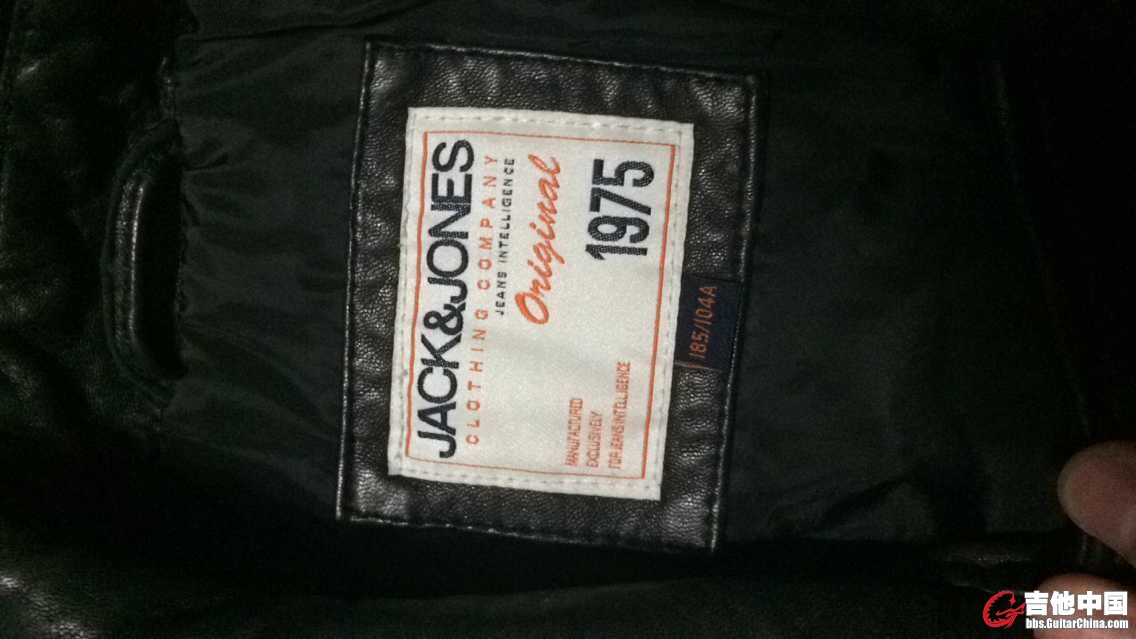 JACK&JONES
CLOTHING COMPANY
JEANS INTELLIGENCE
Original
1975
MANUFACTURED
EXCLUSIVELY
FOR JEANS INTELLIGENCE
185/104A
吉他中国
bbs.GuitarChina.com